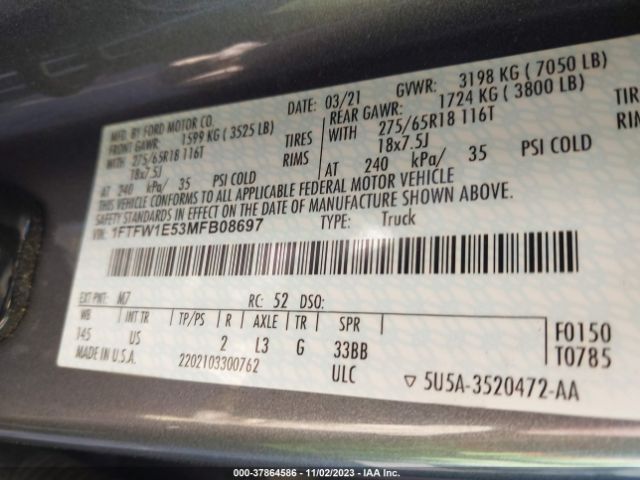 MFD. BY FORD MOTOR CO. DATE: 03/21 GVWR: 3198 KG ( 7050 LB)
FRONT GAWR: 1599 KG ( 3525 LB) REAR GAWR: 1724 KG ( 3800 LB)
WITH 275/65R18 116T TIRES WITH 275/65R18 116T TIRE
18x7.5J RIMS 18x7.5J RIM
AT 240 kPa/ 35 PSI COLD AT 240 kPa/ 35 PSI COLD
THIS VEHICLE CONFORMS TO ALL APPLICABLE FEDERAL MOTOR VEHICLE
SAFETY STANDARDS IN EFFECT ON THE DATE OF MANUFACTURE SHOWN ABOVE.
VIN: 1FTFW1E53MFB08697 TYPE: Truck
EXT PNT: M7 RC: 52 DSO:
WB INT TR TP/PS R AXLE TR SPR
145 US 2 L3 G 33BB F0150
MADE IN U.S.A. 2202103300762 ULC T0785
▽ 5U5A-3520472-AA
000-37864586 - 11/02/2023 - IAA Inc.